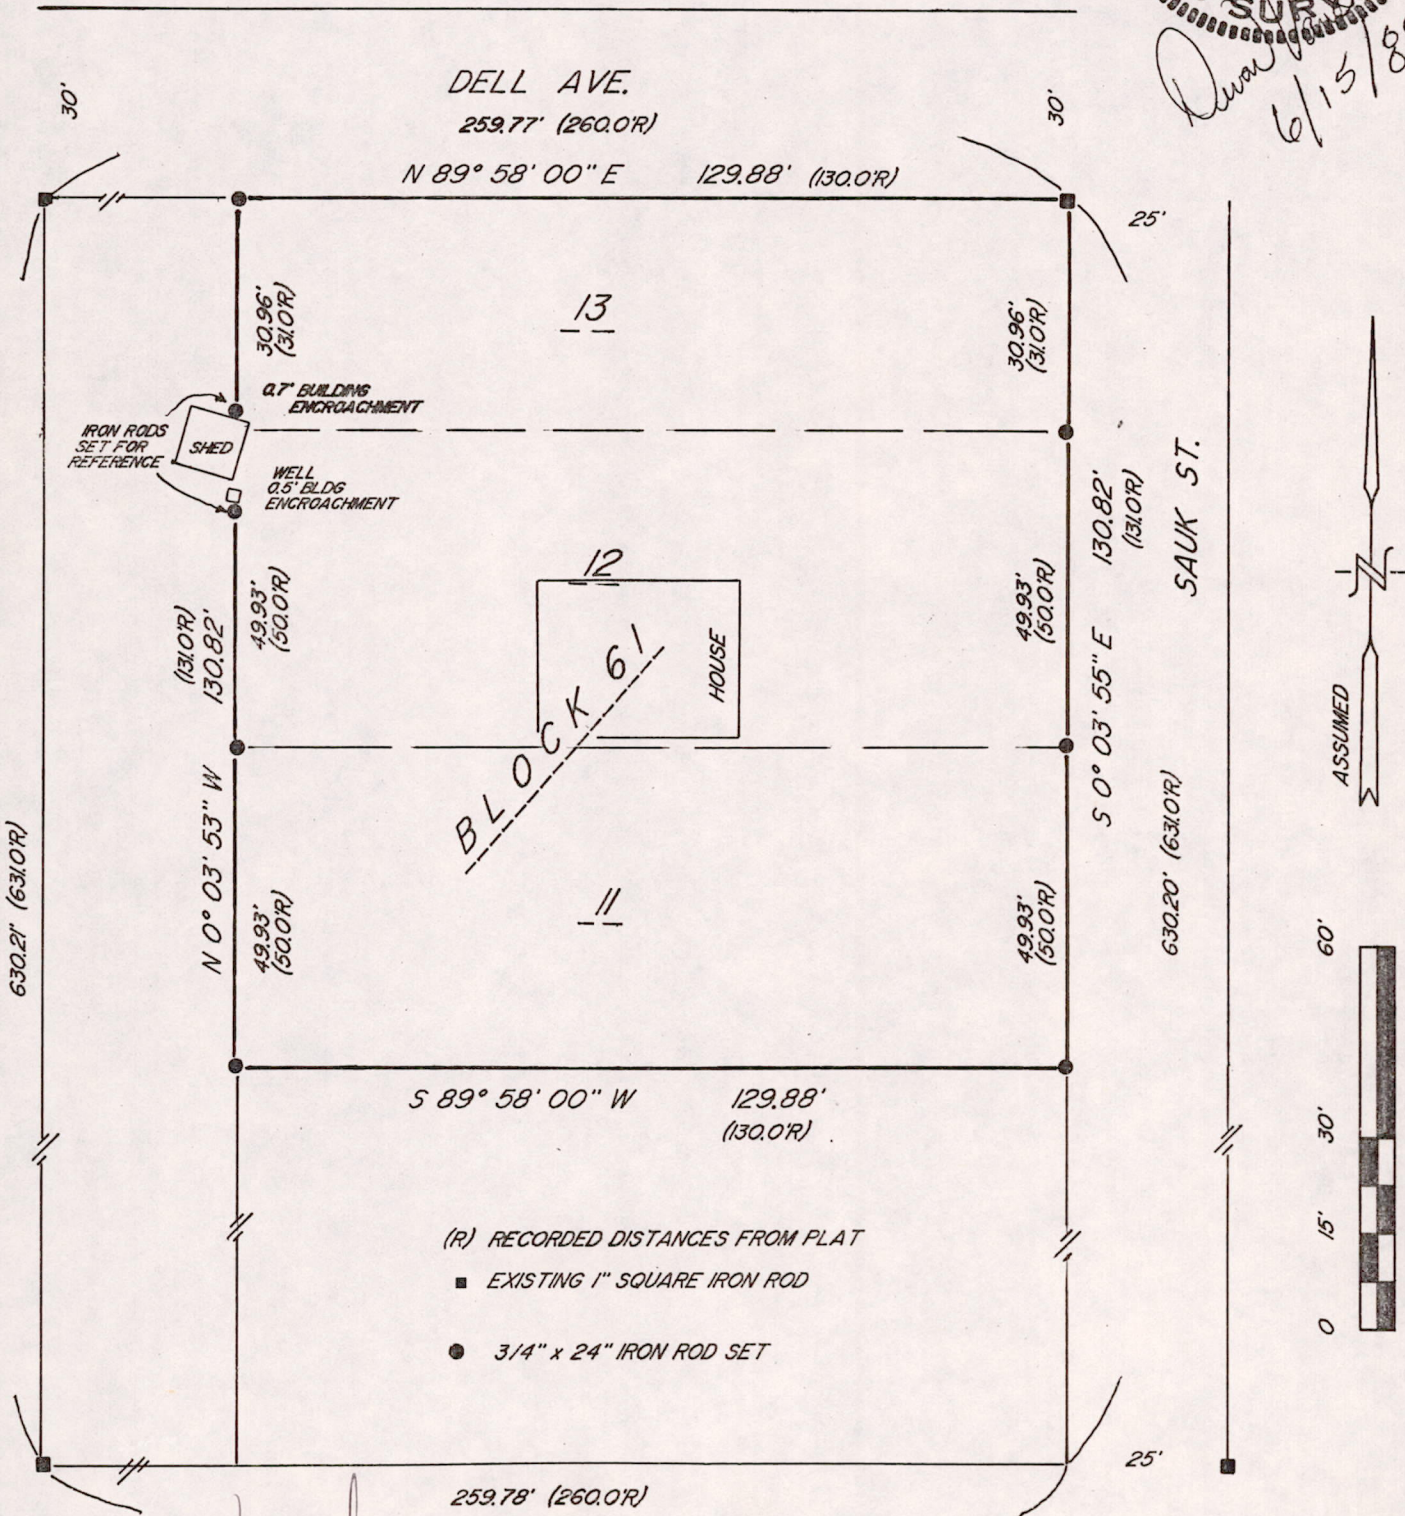 SUR
6/15/8
DELL AVE.
259.77' (260.0'R)
30'
30'
N 89° 58' 00" E 129.88' (130.0'R)
25'
13
30.96'
(31.0'R)
30.96'
(31.0'R)
0.7' BUILDING
ENCROACHMENT
IRON RODS
SET FOR
REFERENCE
SHED
WELL
0.5' BLDG
ENCROACHMENT
130.82'
(131.0'R)
SAUK ST.
12
49.93'
(50.0'R)
49.93'
(50.0'R)
(131.0'R)
130.82'
HOUSE
BLOCK 61
N
ASSUMED
S 0° 03' 55" E
N 0° 03' 53" W
630.21' (631.0'R)
630.20' (631.0'R)
11
49.93'
(50.0'R)
49.93'
(50.0'R)
60'
30'
15'
0
S 89° 58' 00" W 129.88'
(130.0'R)
(R) RECORDED DISTANCES FROM PLAT
EXISTING 1" SQUARE IRON ROD
3/4" x 24" IRON ROD SET
25'
259.78' (260.0'R)